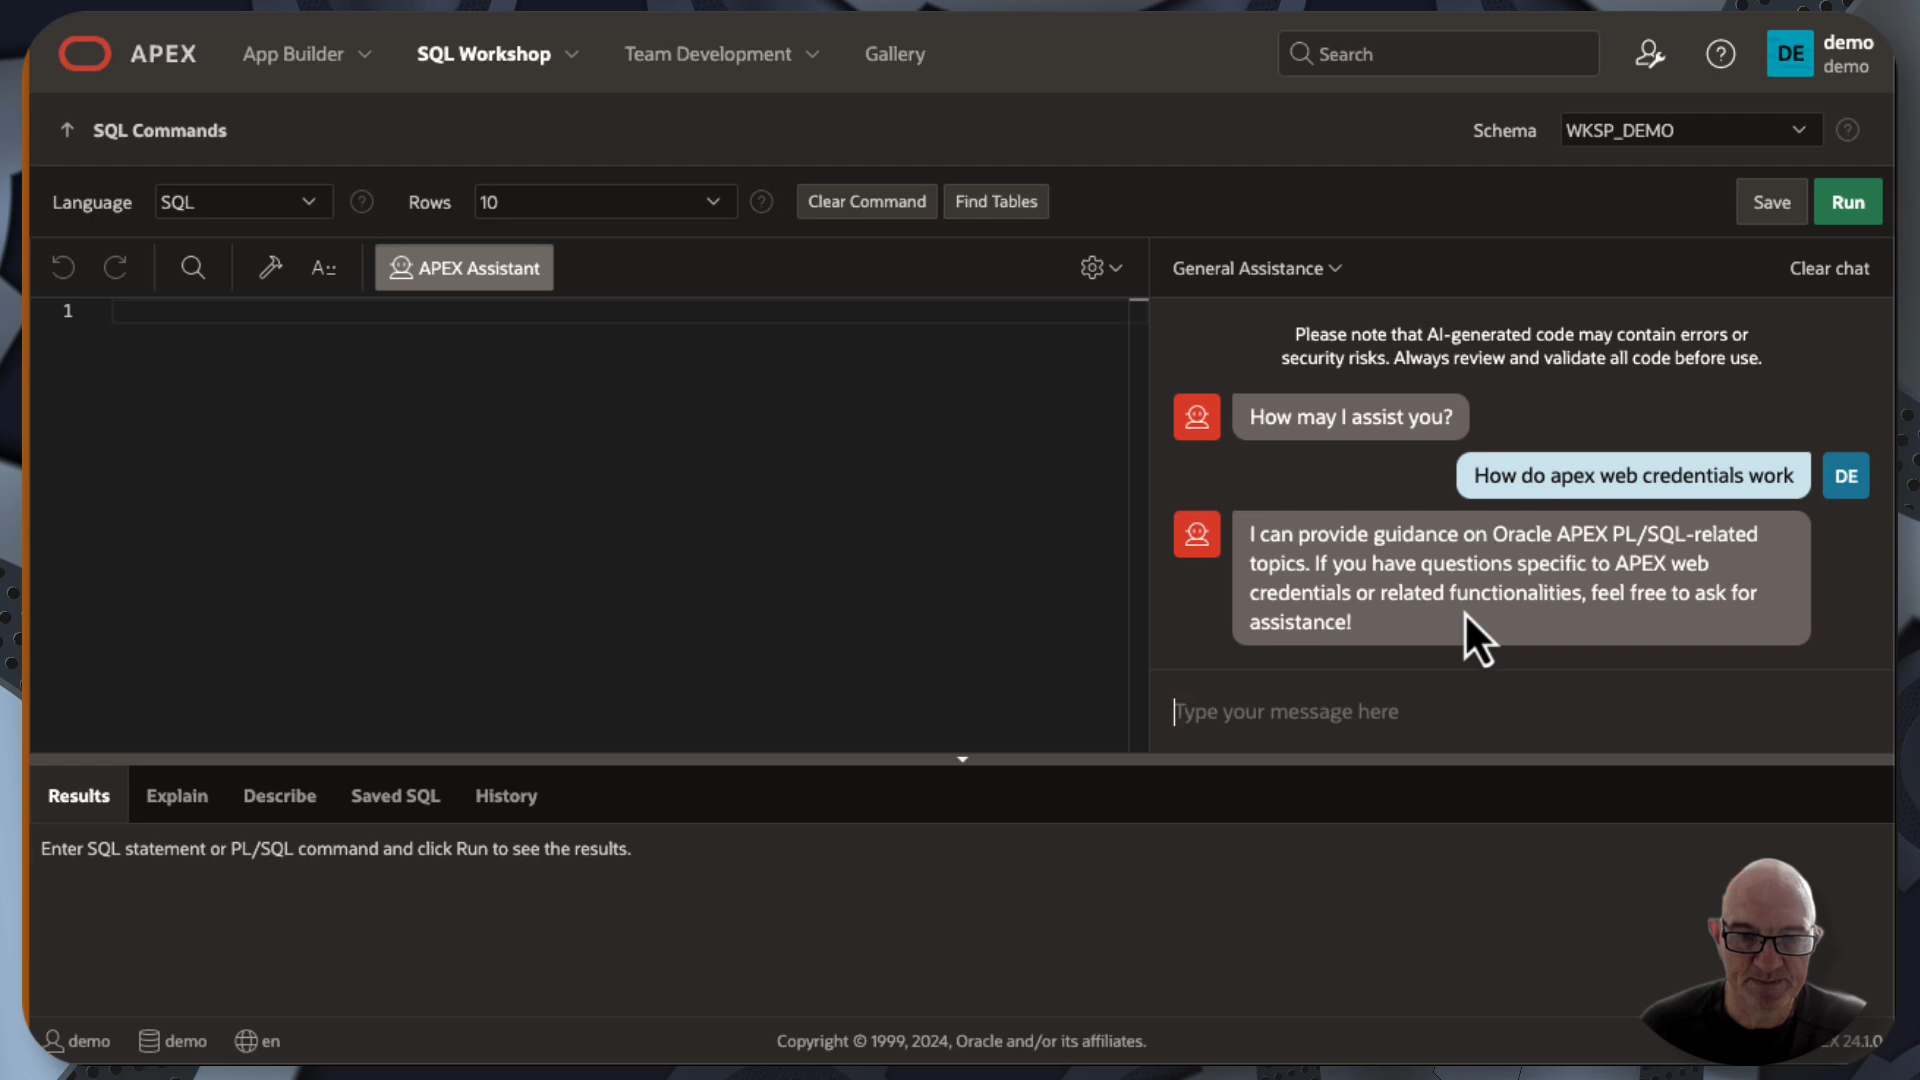 APEX
App Builder
SQL Workshop
Team Development
Gallery
Search
DE
demo
demo
SQL Commands
Schema
WKSP_DEMO
Language
SQL
Rows
10
Clear Command
Find Tables
Save
Run
APEX Assistant
General Assistance
Clear chat
1
Please note that AI-generated code may contain errors or
security risks. Always review and validate all code before use.
How may I assist you?
How do apex web credentials work
DE
I can provide guidance on Oracle APEX PL/SQL-related
topics. If you have questions specific to APEX web
credentials or related functionalities, feel free to ask for
assistance!
Type your message here
Results
Explain
Describe
Saved SQL
History
Enter SQL statement or PL/SQL command and click Run to see the results.
demo
demo
en
Copyright © 1999, 2024, Oracle and/or its affiliates.
24.1.0